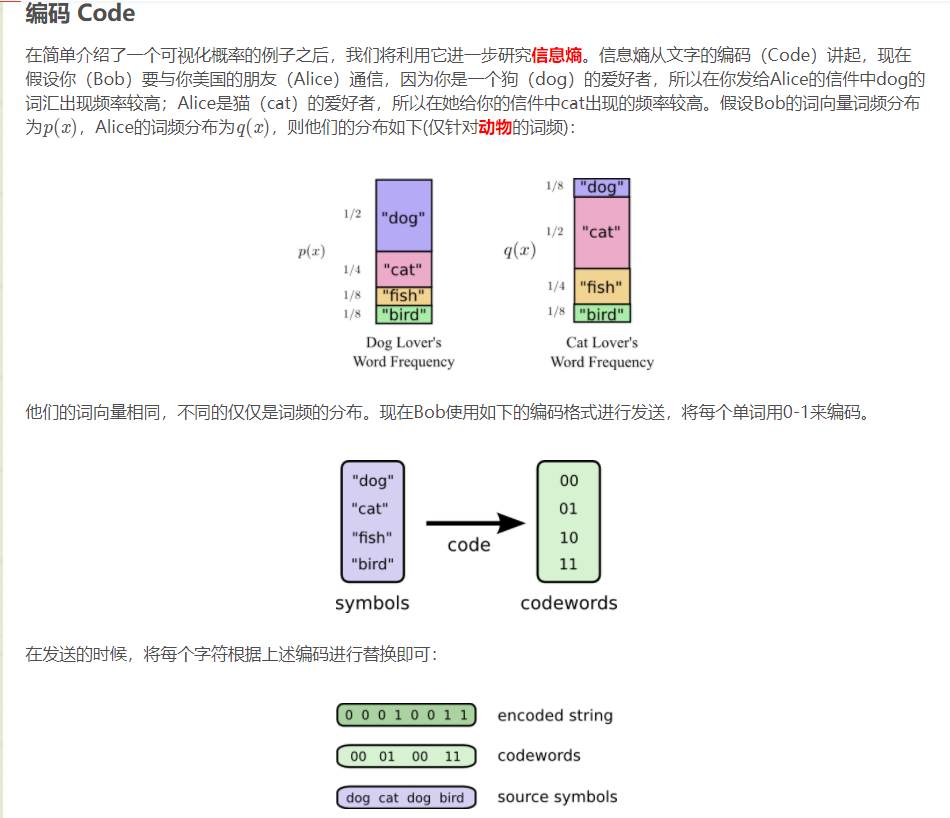 编码 Code
在简单介绍了一个可视化概率的例子之后，我们将利用它进一步研究信息熵。信息熵从文字的编码（Code）讲起，现在
假设你（Bob）要与你美国的朋友（Alice）通信，因为你是一个狗（dog）的爱好者，所以在你发给Alice的信件中dog的
词汇出现频率较高；Alice是猫（cat）的爱好者，所以在她给你的信件中cat出现的频率较高。假设Bob的词向量词频分布
为p(x)，Alice的词频分布为q(x)，则他们的分布如下(仅针对动物的词频)：
p(x)
1/2 "dog"
1/4 "cat"
1/8 "fish"
1/8 "bird"
Dog Lover's
Word Frequency
q(x)
1/8 "dog"
1/2 "cat"
1/4 "fish"
1/8 "bird"
Cat Lover's
Word Frequency
他们的词向量相同，不同的仅仅是词频的分布。现在Bob使用如下的编码格式进行发送，将每个单词用0-1来编码。
"dog"
"cat"
"fish"
"bird"
symbols
code
00
01
10
11
codewords
在发送的时候，将每个字符根据上述编码进行替换即可：
0 0 0 1 0 0 1 1 encoded string
00 01 00 11 codewords
dog cat dog bird source symbols